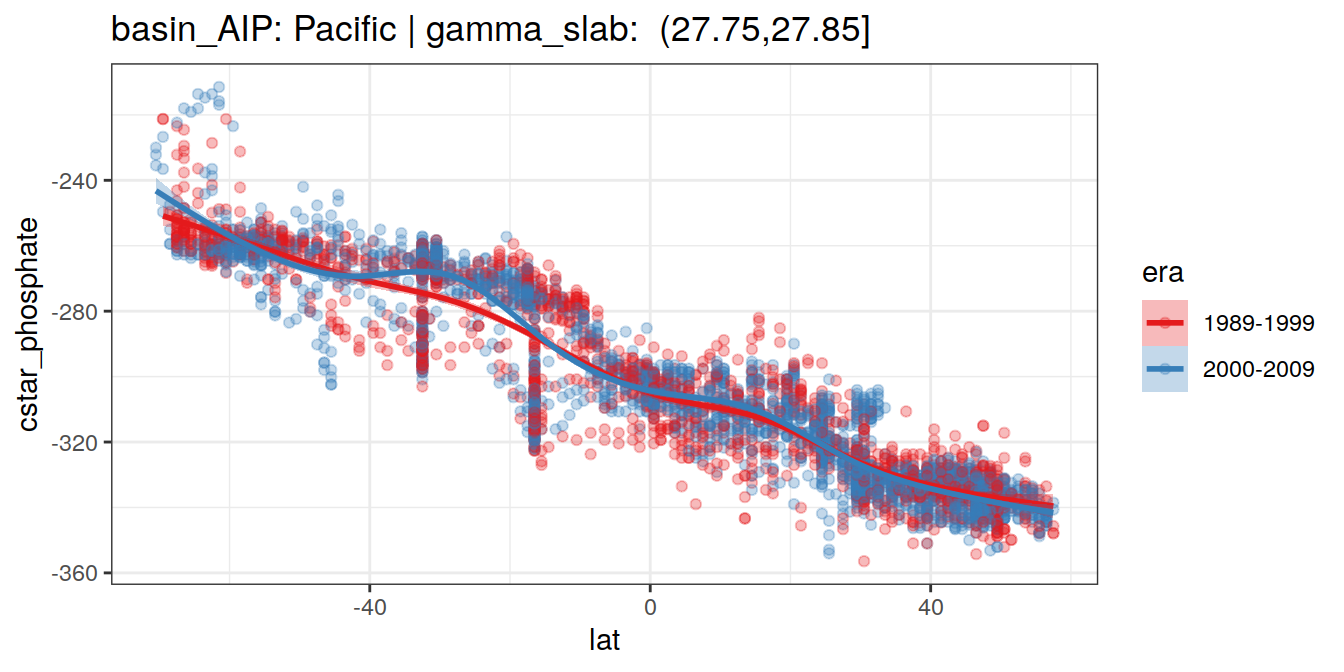 basin_AIP: Pacific | gamma_slab:  (27.75,27.85]
cstar_phosphate
-240
-280
-320
-360
-40
0
40
lat
era
1989-1999
2000-2009